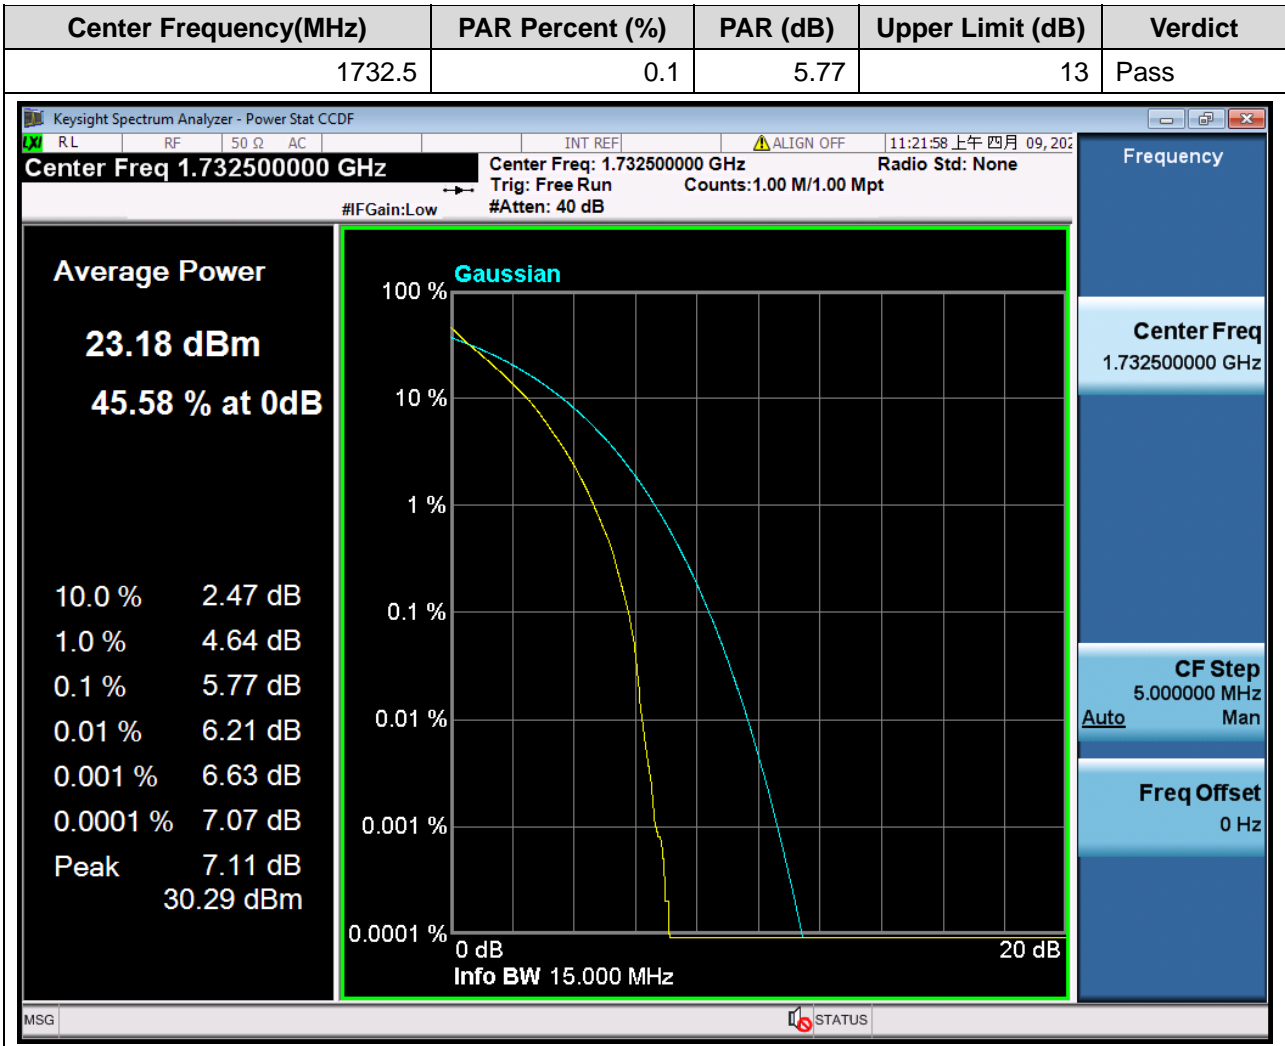 Center Frequency(MHz) PAR Percent (%) PAR (dB) Upper Limit (dB) Verdict
1732.5 0.1 5.77 13 Pass
Keysight Spectrum Analyzer - Power Stat CCDF
LXI RL RF 50 Ω AC INT REF ALIGN OFF 11:21:58 上午 四月 09, 202
Center Freq 1.732500000 GHz
Center Freq: 1.732500000 GHz Radio Std: None
Trig: Free Run Counts:1.00 M/1.00 Mpt
#IFGain:Low #Atten: 40 dB
Average Power
23.18 dBm
45.58 % at 0dB
10.0 % 2.47 dB
1.0 % 4.64 dB
0.1 % 5.77 dB
0.01 % 6.21 dB
0.001 % 6.63 dB
0.0001 % 7.07 dB
Peak 7.11 dB
30.29 dBm
Gaussian
100 %
10 %
1 %
0.1 %
0.01 %
0.001 %
0.0001 %
0 dB 20 dB
Info BW 15.000 MHz
Frequency
Center Freq
1.732500000 GHz
CF Step
5.000000 MHz
Auto Man
Freq Offset
0 Hz
MSG STATUS